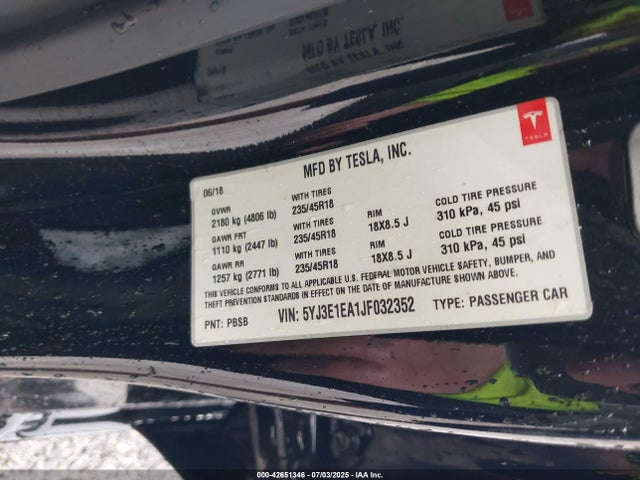 MFD BY TESLA, INC.
TESLA
06/18
GVWR WITH TIRES
2180 kg (4806 lb) 235/45R18 RIM COLD TIRE PRESSURE
GAWR FRT WITH TIRES 18X8.5 J 310 kPa, 45 psi
1110 kg (2447 lb) 235/45R18 RIM COLD TIRE PRESSURE
GAWR RR WITH TIRES 18X8.5 J 310 kPa, 45 psi
1257 kg (2771 lb) 235/45R18
THIS VEHICLE CONFORMS TO ALL APPLICABLE U.S. FEDERAL MOTOR VEHICLE SAFETY, BUMPER, AND
THEFT PREVENTION STANDARDS IN EFFECT ON THE DATE OF MANUFACTURE SHOWN ABOVE.
PNT: PBSB VIN: 5YJ3E1EA1JF032352 TYPE: PASSENGER CAR
000-42651346 - 07/03/2025 - IAA Inc.